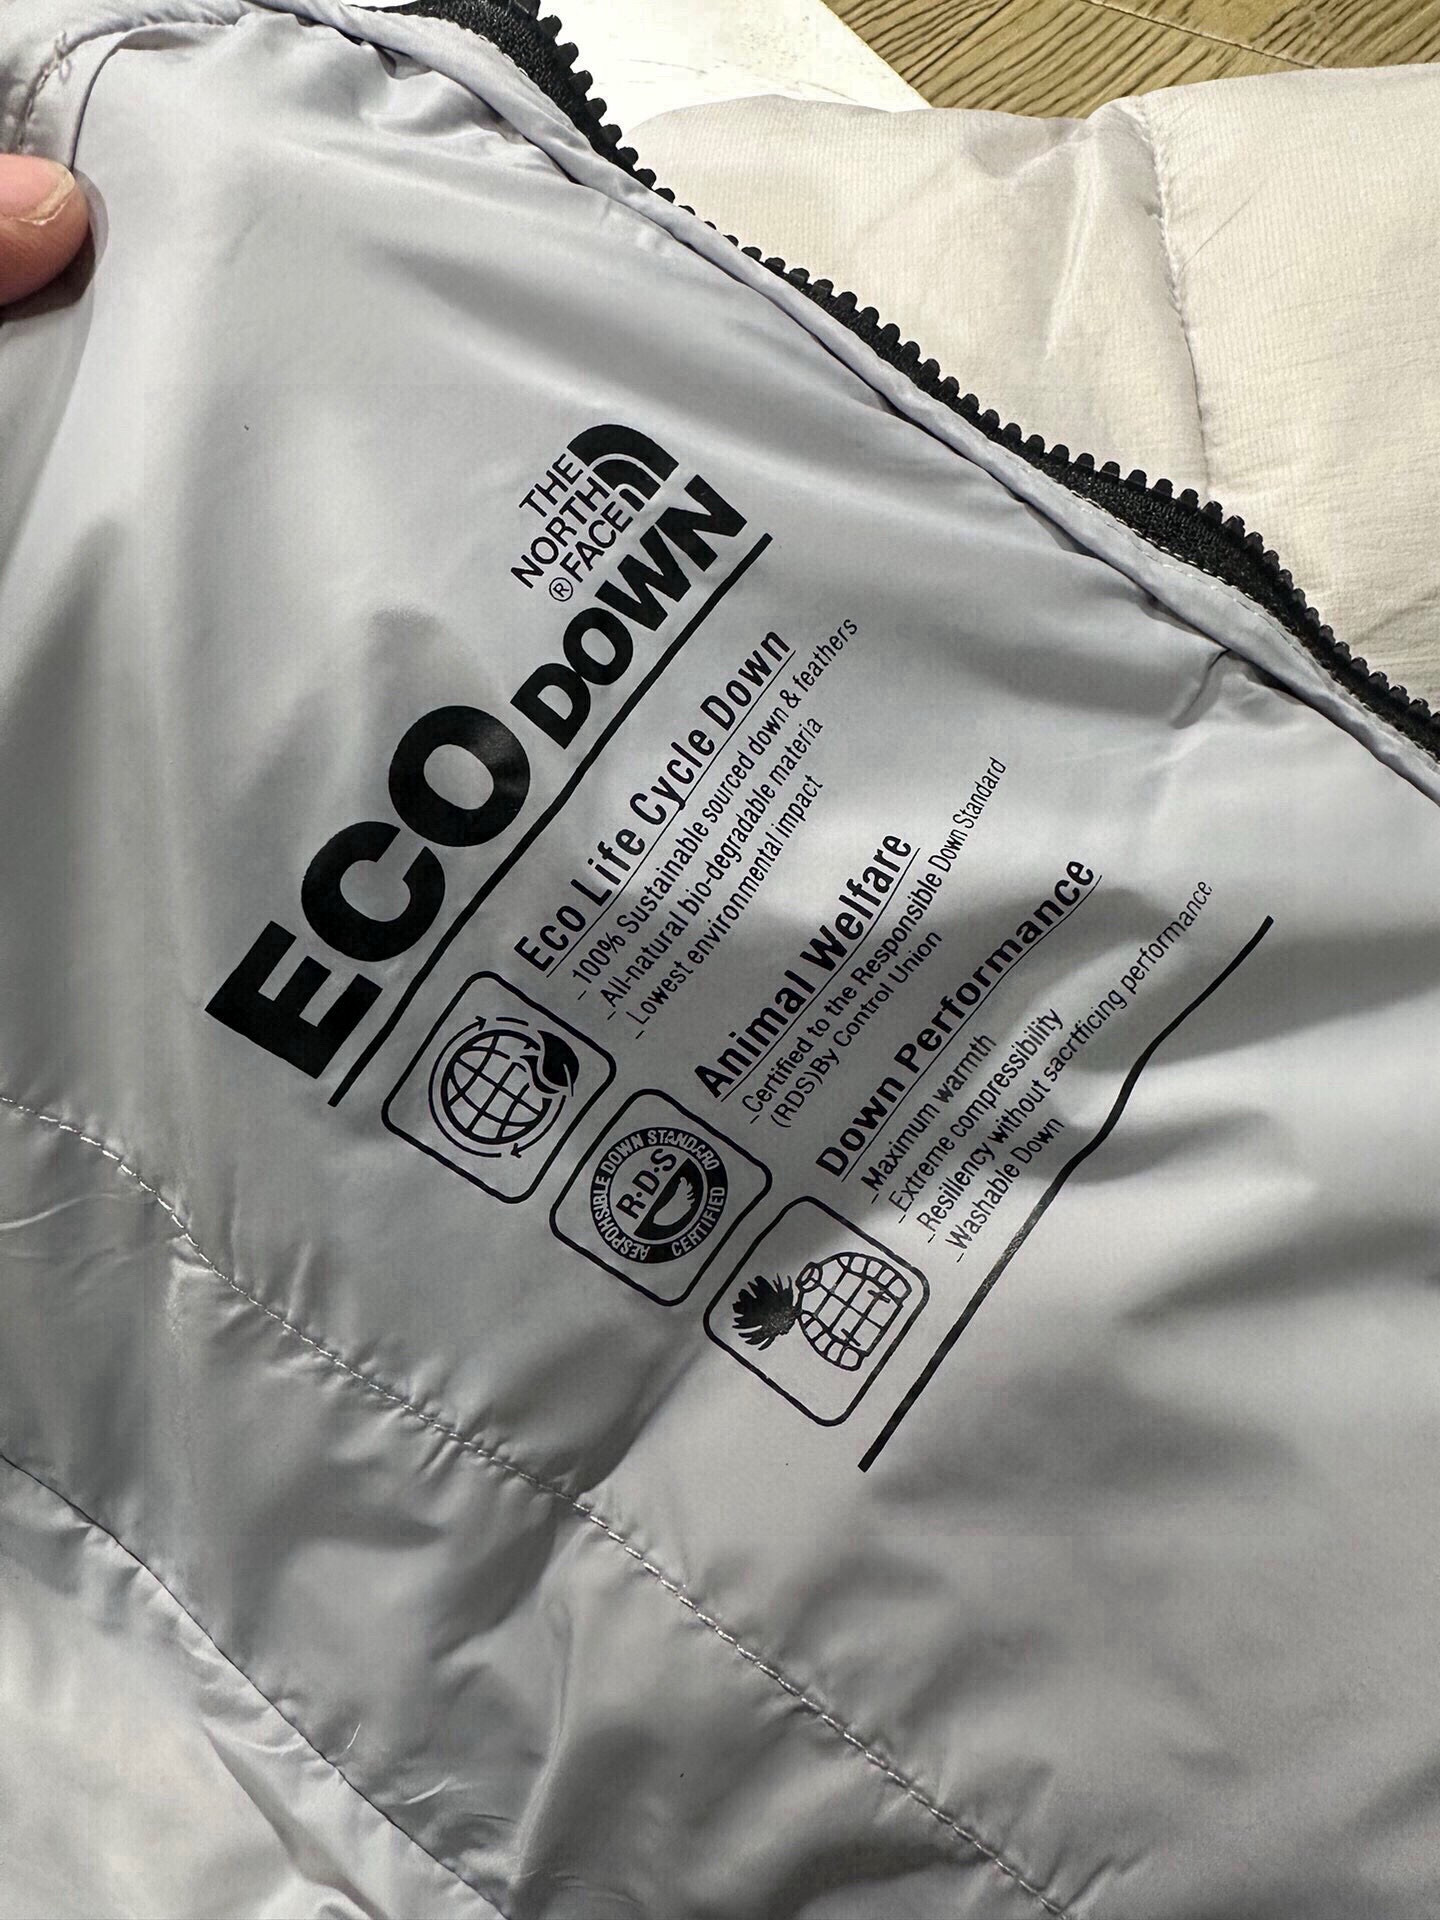 THE
NORTH
®FACE
ECO DOWN
Eco Life Cycle Down
_100% Sustainable sourced down & feathers
_All-natural bio-degradable materia
_Lowest environmental impact
RESPONSIBLE DOWN STANDARD
R·D·S
CERTIFIED
Animal Welfare
_Certified to the Responsible Down Standard
(RDS)By Control Union
Down Performance
_Maximum warmth
_Extreme compressibility
_Resiliency without sacrtficing performance
_Washable Down